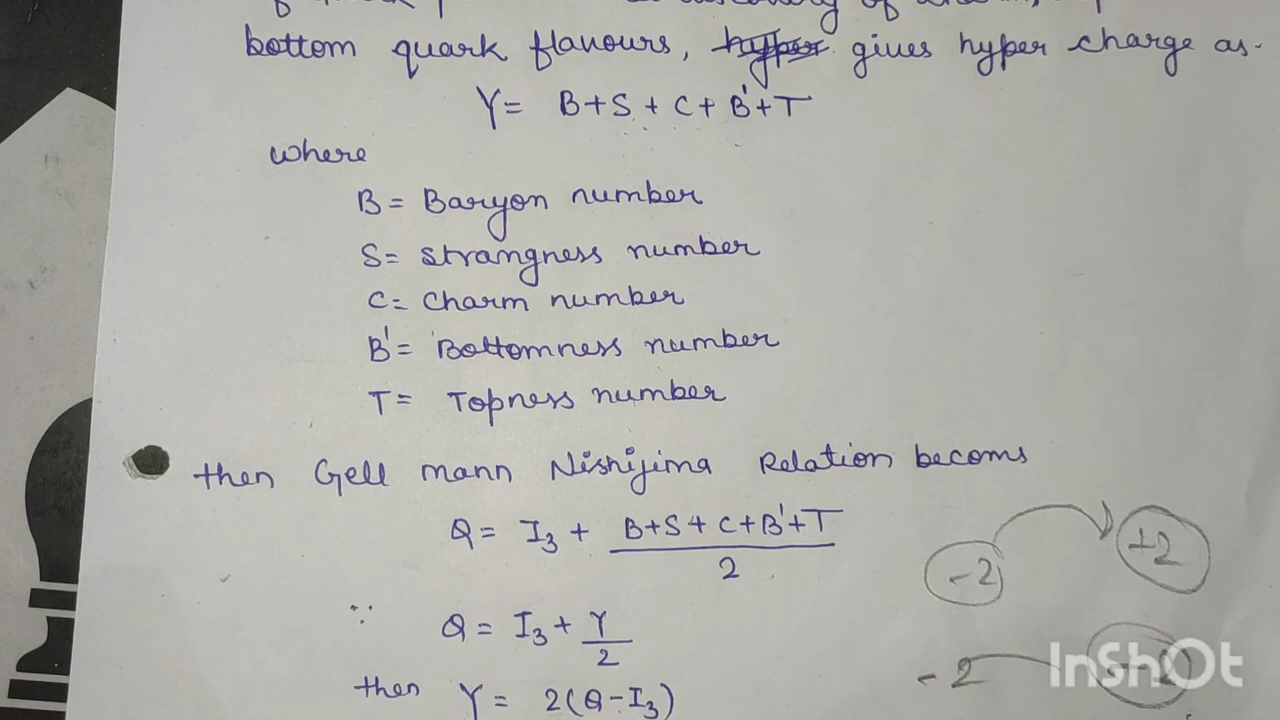 bottom quark flavours, hyper gives hyper charge as.
Y = B+S + C+ B'+T
where
B = Baryon number
S= strangness number
C= Charm number
B'= Bottomness number
T= Topness number
then Gell mann Nishijima Relation becoms
Q = I3 + B+S+C+B'+T / 2
∵ Q = I3 + Y / 2
then Y = 2(Q-I3)
-2 +2
-2
InShOt